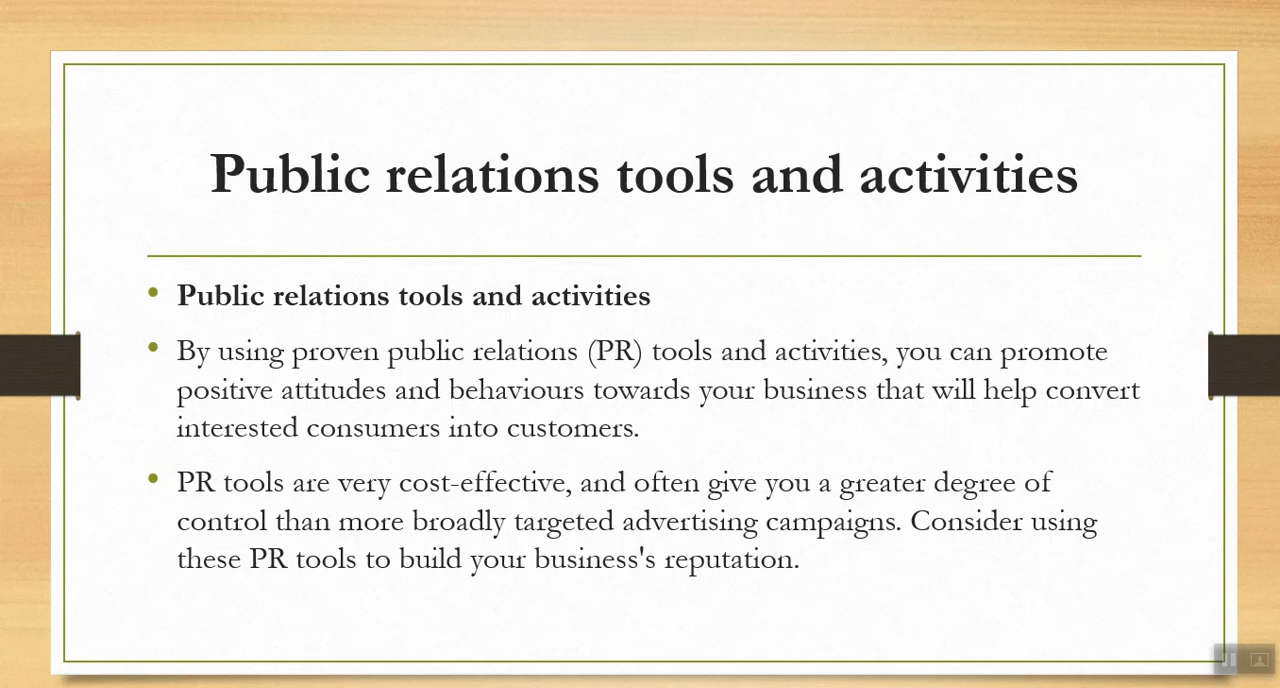 Public relations tools and activities
• Public relations tools and activities
• By using proven public relations (PR) tools and activities, you can promote
positive attitudes and behaviours towards your business that will help convert
interested consumers into customers.
• PR tools are very cost-effective, and often give you a greater degree of
control than more broadly targeted advertising campaigns. Consider using
these PR tools to build your business's reputation.